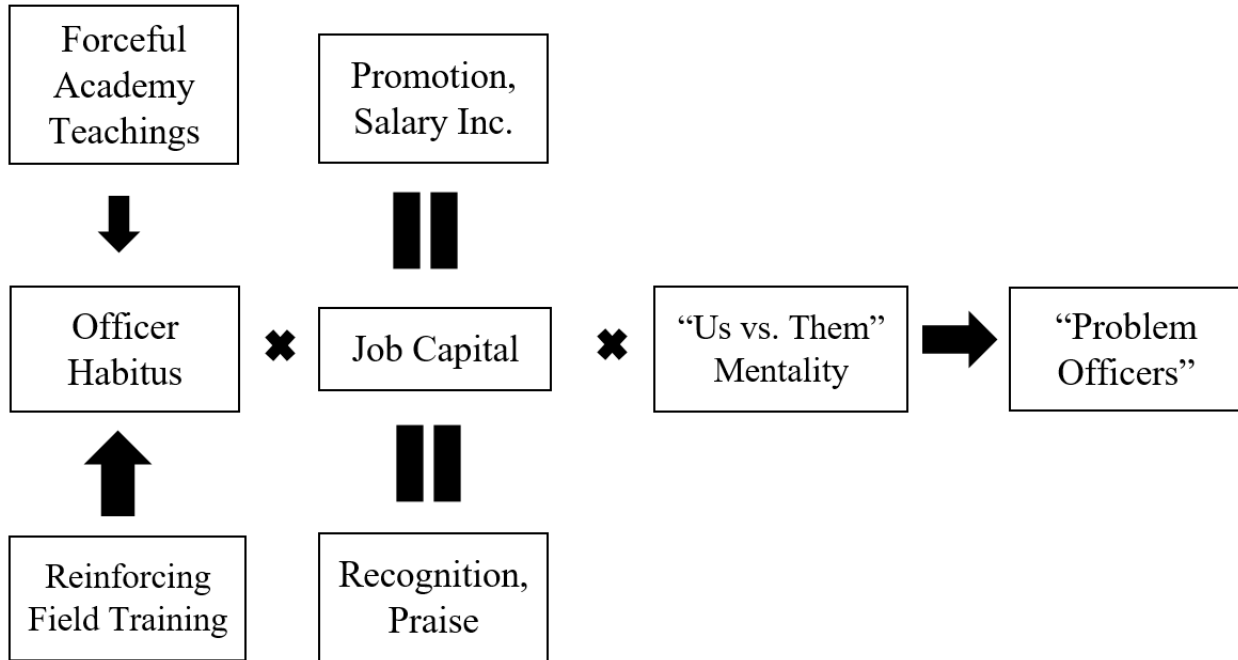 Forceful
Academy
Teachings
Promotion,
Salary Inc.
Officer
Habitus
Job Capital
“Us vs. Them”
Mentality
“Problem
Officers”
Reinforcing
Field Training
Recognition,
Praise